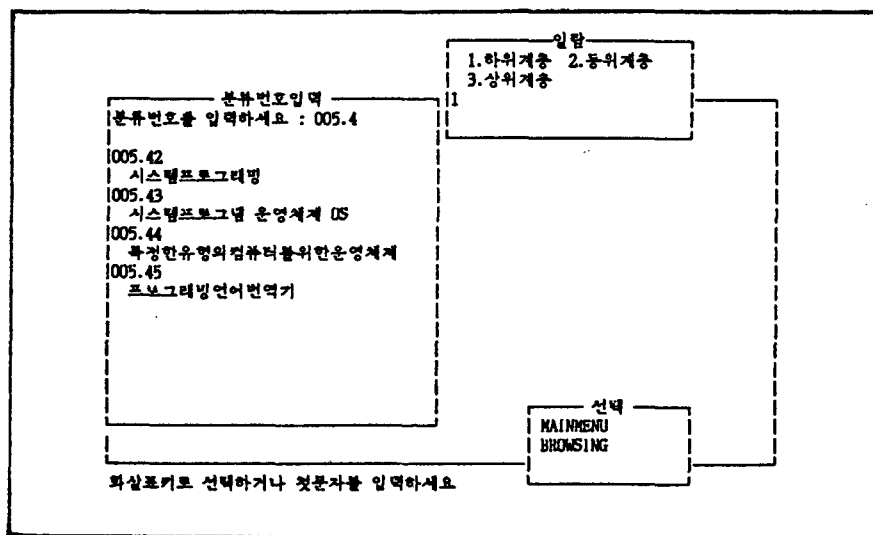 일람
1.하위계층 2.동위계층
3.상위계층
1
분류번호입력
분류번호를 입력하세요 : 005.4
005.42
시스템프로그래밍
005.43
시스템프로그램 운영체제 OS
005.44
특정한유형의컴퓨터를위한운영체제
005.45
프로그래밍언어번역기
선택
MAINMENU
BROWSING
화살표키로 선택하거나 첫문자를 입력하세요